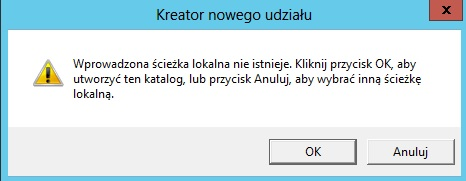 Kreator nowego udziału
x
Wprowadzona ścieżka lokalna nie istnieje. Kliknij przycisk OK, aby
utworzyć ten katalog, lub przycisk Anuluj, aby wybrać inną ścieżkę
lokalną.
OK
Anuluj